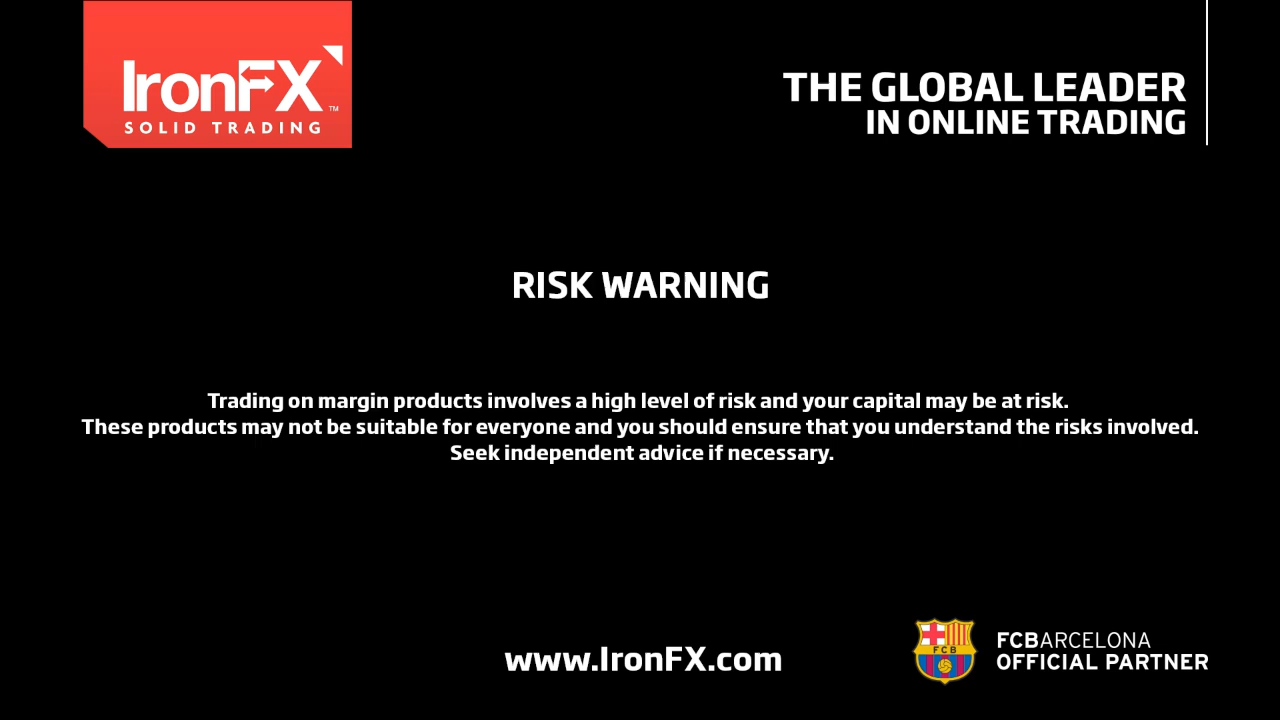 IronFX™
SOLID TRADING
THE GLOBAL LEADER
IN ONLINE TRADING
RISK WARNING
Trading on margin products involves a high level of risk and your capital may be at risk.
These products may not be suitable for everyone and you should ensure that you understand the risks involved.
Seek independent advice if necessary.
www.IronFX.com
FCB
FCBARCELONA
OFFICIAL PARTNER